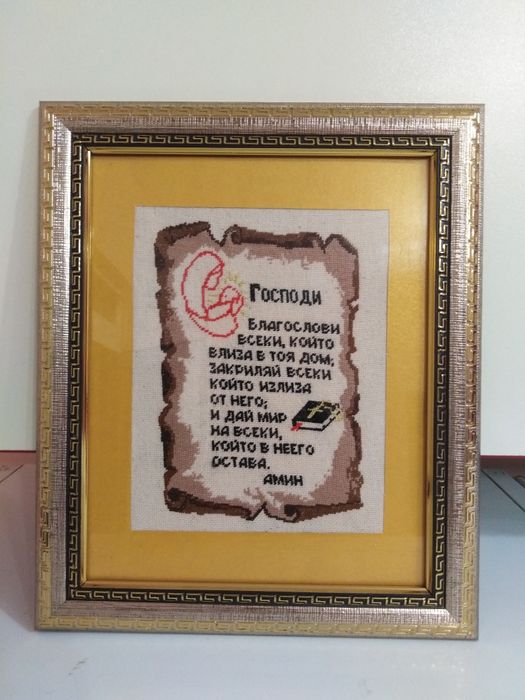 Господи
Благослови
всеки, който
влиза в тоя дом;
закриляй всеки
който излиза
от него;
и дай мир
на всеки,
който в неего
остава.
амин